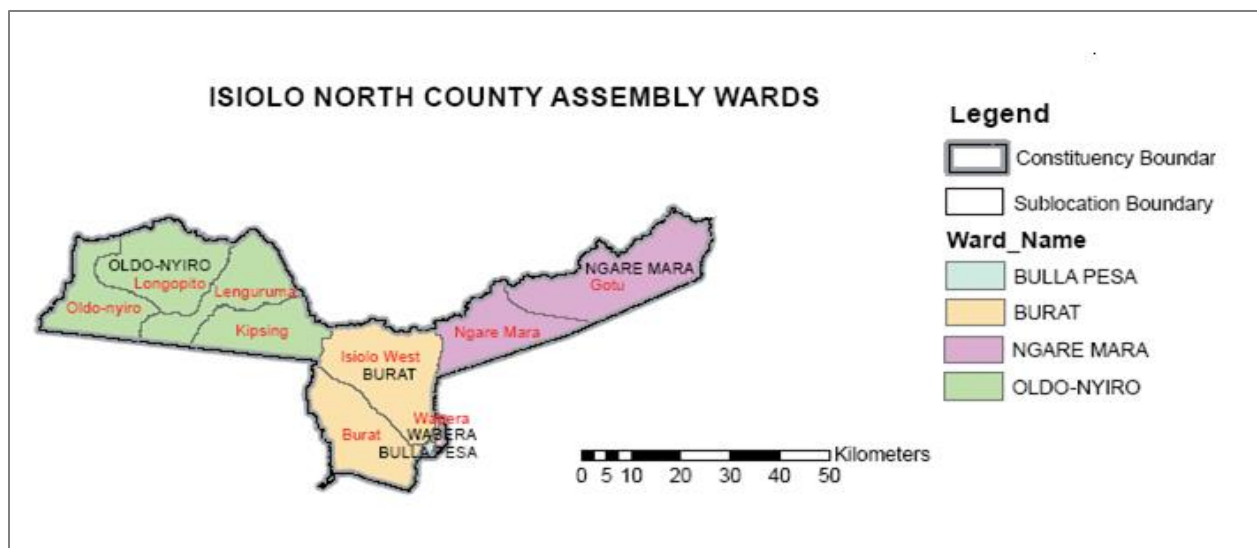 ISIOLO NORTH COUNTY ASSEMBLY WARDS
Legend
Constituency Boundar
Sublocation Boundary
Ward_Name
BULLA PESA
BURAT
NGARE MARA
OLDO-NYIRO
OLDO-NYIRO
Longopito
Lenguruma
Oldo-nyiro
Kipsing
NGARE MARA
Gotu
Ngare Mara
Isiolo West
BURAT
Wabera
WABERA
Burat
BULLA PESA
Kilometers
0 5 10 20 30 40 50